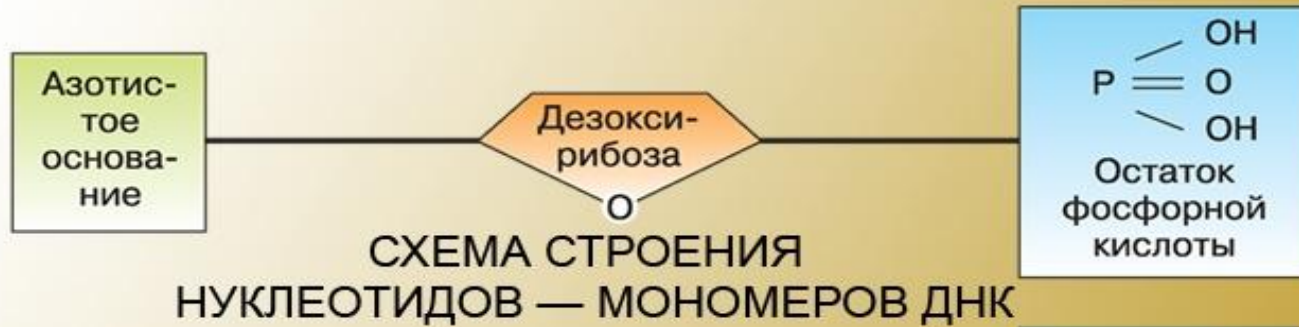 Азотис-
тое
основа-
ние
Дезокси-
рибоза
O
P
OH
O
OH
Остаток
фосфорной
кислоты
СХЕМА СТРОЕНИЯ
НУКЛЕОТИДОВ — МОНОМЕРОВ ДНК